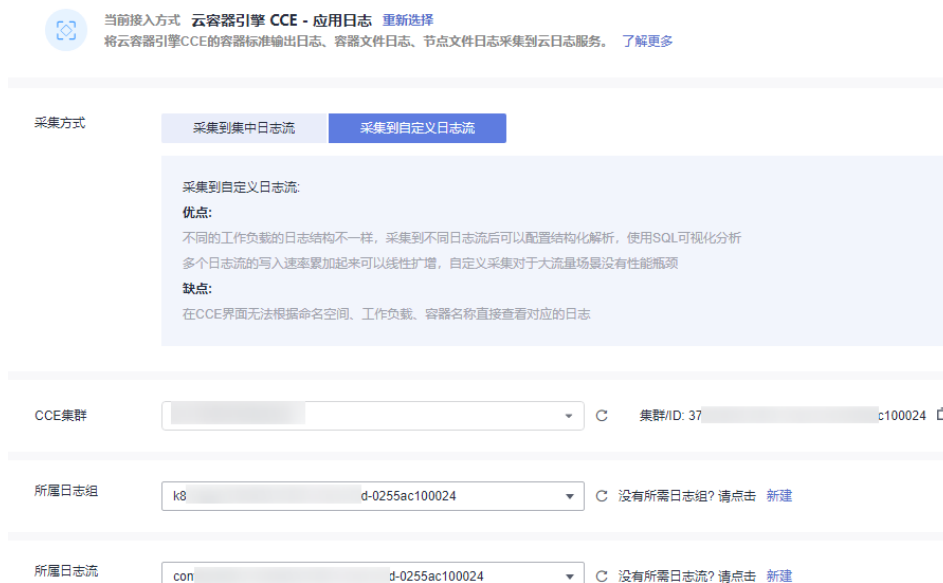 当前接入方式 云容器引擎 CCE - 应用日志 重新选择
将云容器引擎CCE的容器标准输出日志、容器文件日志、节点文件日志采集到云日志服务。 了解更多
采集方式
采集到集中日志流 采集到自定义日志流
采集到自定义日志流:
优点:
不同的工作负载的日志结构不一样，采集到不同日志流后可以配置结构化解析，使用SQL可视化分析
多个日志流的写入速率累加起来可以线性扩增，自定义采集对于大流量场景没有性能瓶颈
缺点:
在CCE界面无法根据命名空间、工作负载、容器名称直接查看对应的日志
CCE集群 集群/ID: 37 c100024
所属日志组 k8 d-0255ac100024 没有所需日志组? 请点击 新建
所属日志流 con d-0255ac100024 没有所需日志流? 请点击 新建